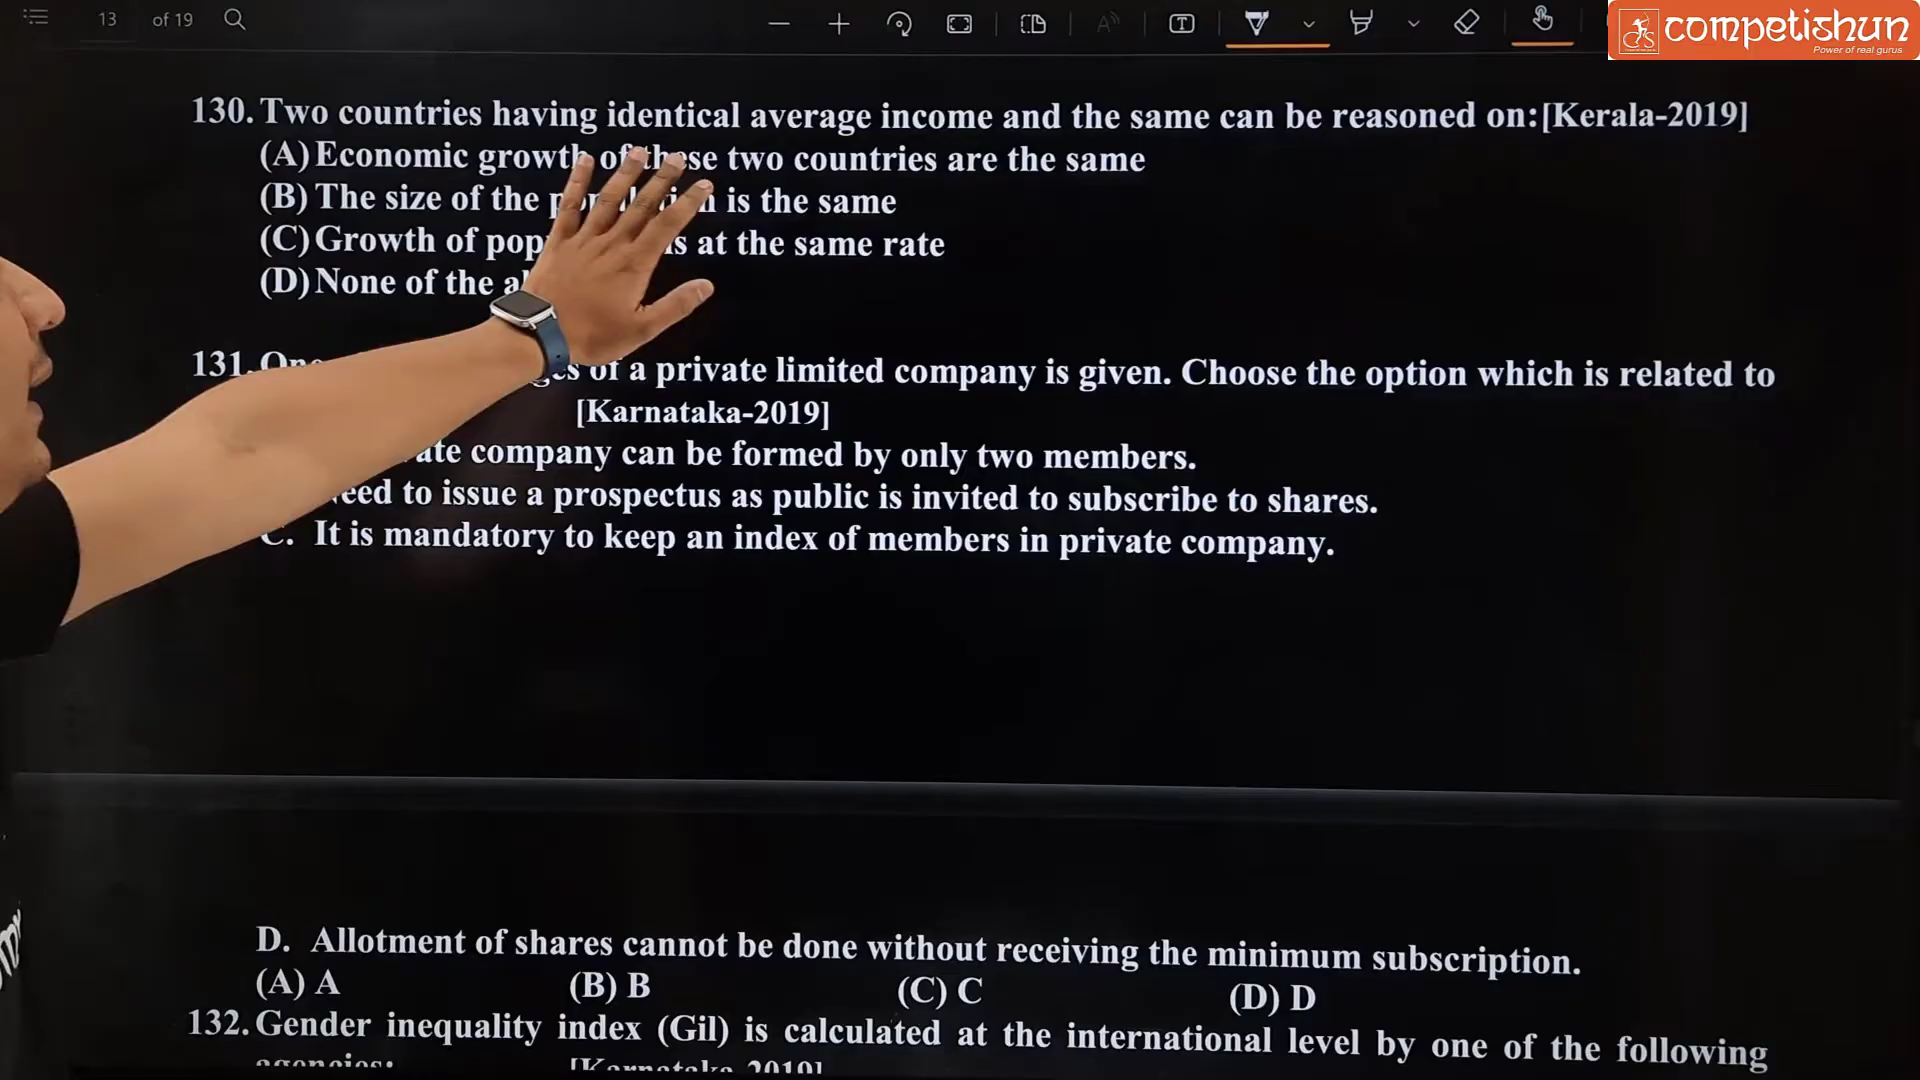 13 of 19
competishun
Power of real gurus
130. Two countries having identical average income and the same can be reasoned on:[Kerala-2019]
(A) Economic growth of these two countries are the same
(B) The size of the is the same
(C) Growth of at the same rate
(D) None of the
131. of a private limited company is given. Choose the option which is related to
[Karnataka-2019]
company can be formed by only two members.
to issue a prospectus as public is invited to subscribe to shares.
C. It is mandatory to keep an index of members in private company.
D. Allotment of shares cannot be done without receiving the minimum subscription.
(A) A (B) B (C) C (D) D
132. Gender inequality index (Gil) is calculated at the international level by one of the following
agencies: [Karnataka-2019]